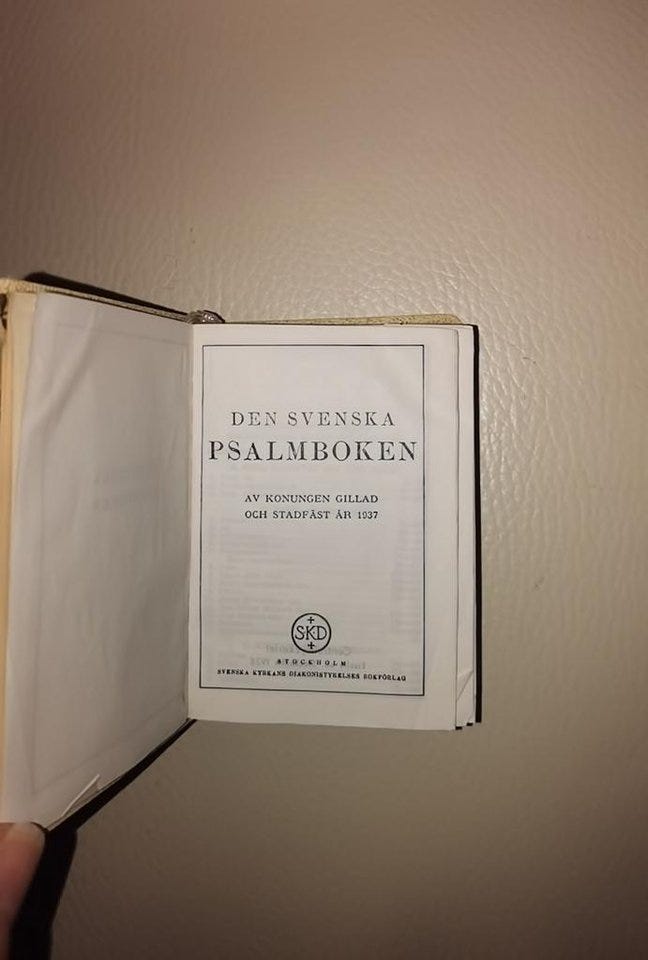 DEN SVENSKA
PSALMBOKEN
AV KONUNGEN GILLAD
OCH STADFÄST ÅR 1937
SKD
STOCKHOLM
SVENSKA KYRKANS DIAKONISTYRELSES BOKFÖRLAG